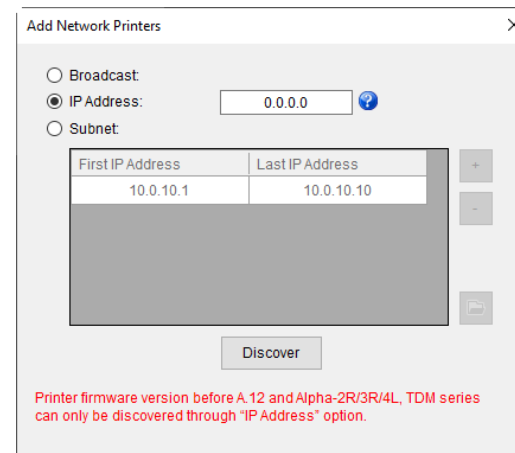 Add Network Printers
Broadcast:
IP Address: 0.0.0.0 ?
Subnet:
First IP Address Last IP Address
10.0.10.1 10.0.10.10
+
-
Discover
Printer firmware version before A.12 and Alpha-2R/3R/4L, TDM series
can only be discovered through “IP Address” option.